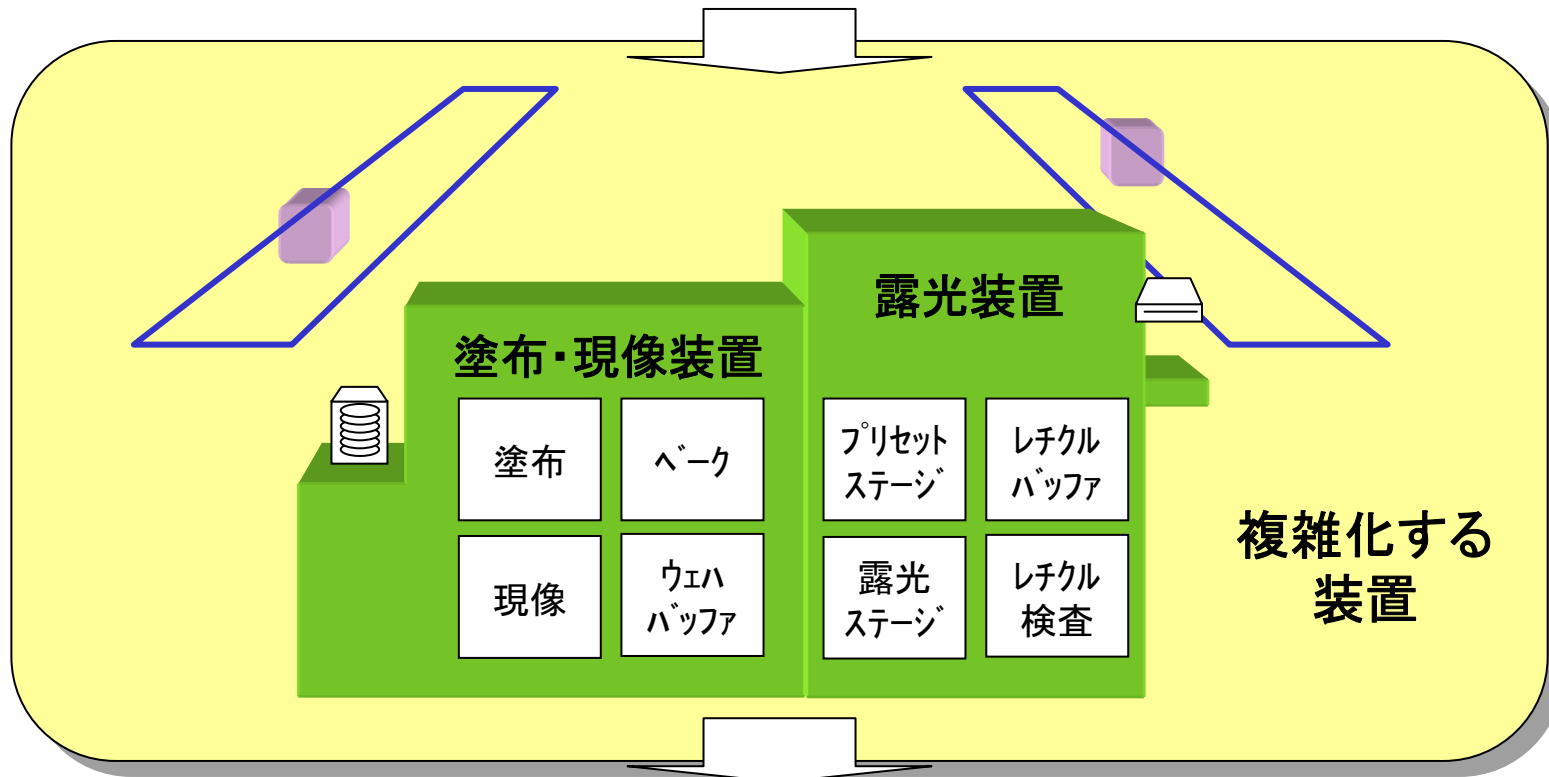 露光装置
塗布・現像装置
塗布
ﾍﾞｰｸ
ﾌﾟﾘｾｯﾄ
ｽﾃｰｼﾞ
ﾚﾁｸﾙ
ﾊﾞｯﾌｧ
現像
ｳｪﾊ
ﾊﾞｯﾌｧ
露光
ｽﾃｰｼﾞ
ﾚﾁｸﾙ
検査
複雑化する
装置